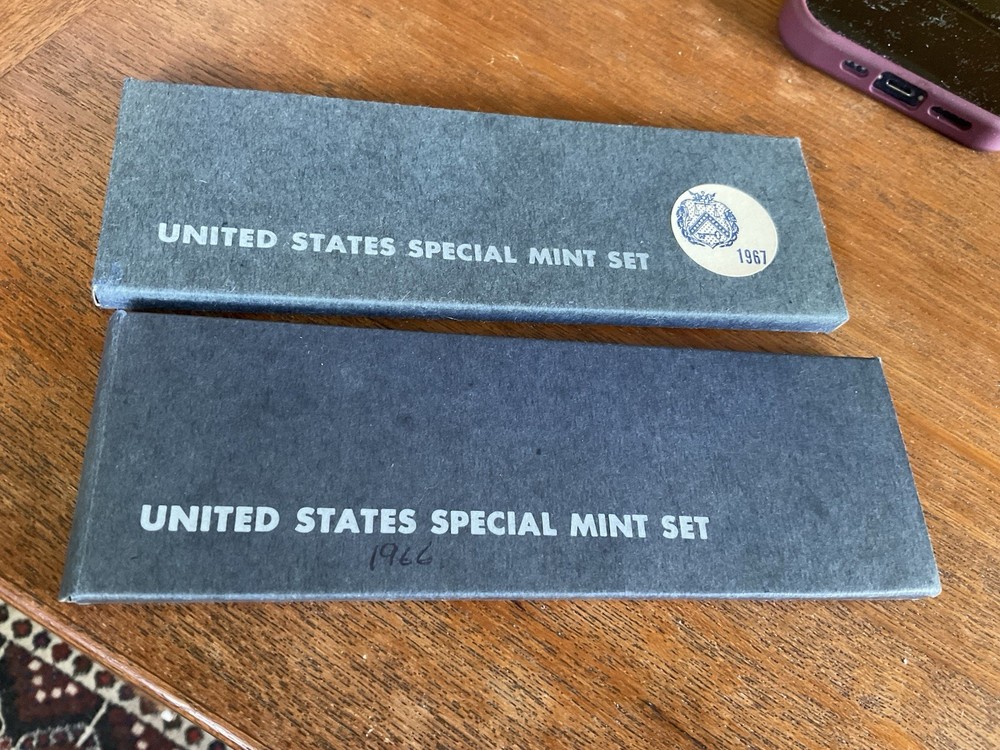 UNITED STATES SPECIAL MINT SET
1967
UNITED STATES SPECIAL MINT SET
1966